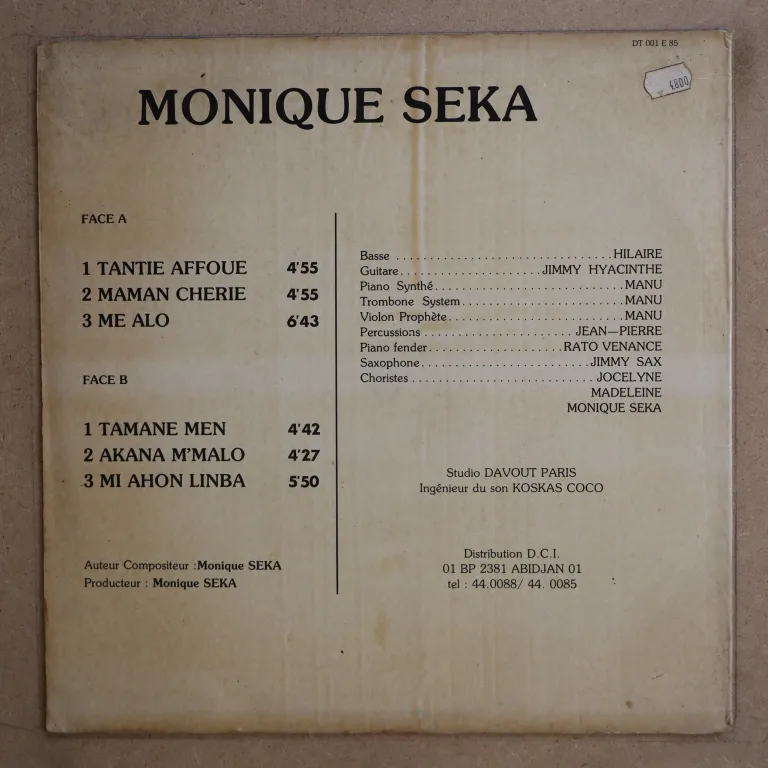 DT 001 E 85
4800
MONIQUE SEKA
FACE A
1 TANTIE AFFOUE 4'55
2 MAMAN CHERIE 4'55
3 ME ALO 6'43
FACE B
1 TAMANE MEN 4'42
2 AKANA M'MALO 4'27
3 MI AHON LINBA 5'50
Auteur Compositeur :Monique SEKA
Producteur : Monique SEKA
Basse ................................ HILAIRE
Guitare..................... JIMMY HYACINTHE
Piano Synthé............................ MANU
Trombone System........................ MANU
Violon Prophète.......................... MANU
Percussions ...................... JEAN—PIERRE
Piano fender.................... RATO VENANCE
Saxophone......................... JIMMY SAX
Choristes .......................... JOCELYNE
MADELEINE
MONIQUE SEKA
Studio DAVOUT PARIS
Ingénieur du son KOSKAS COCO
Distribution D.C.I.
01 BP 2381 ABIDJAN 01
tel : 44.0088/ 44. 0085